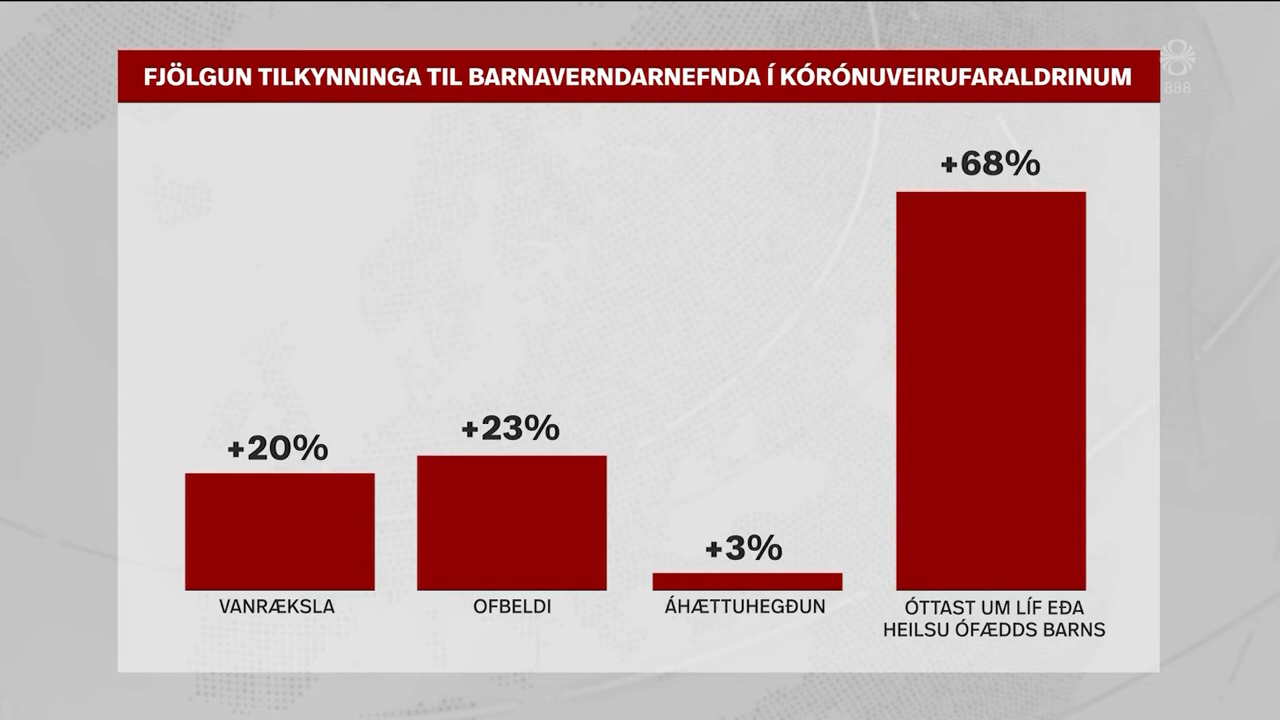 FJÖLGUN TILKYNNINGA TIL BARNAVERNDARNEFNDA Í KÓRÓNUVEIRUFARALDRINUM
888
+68%
+23%
+20%
+3%
VANRÆKSLA
OFBELDI
ÁHÆTTUHEGÐUN
ÓTTAST UM LÍF EÐA
HEILSU ÓFÆDDS BARNS